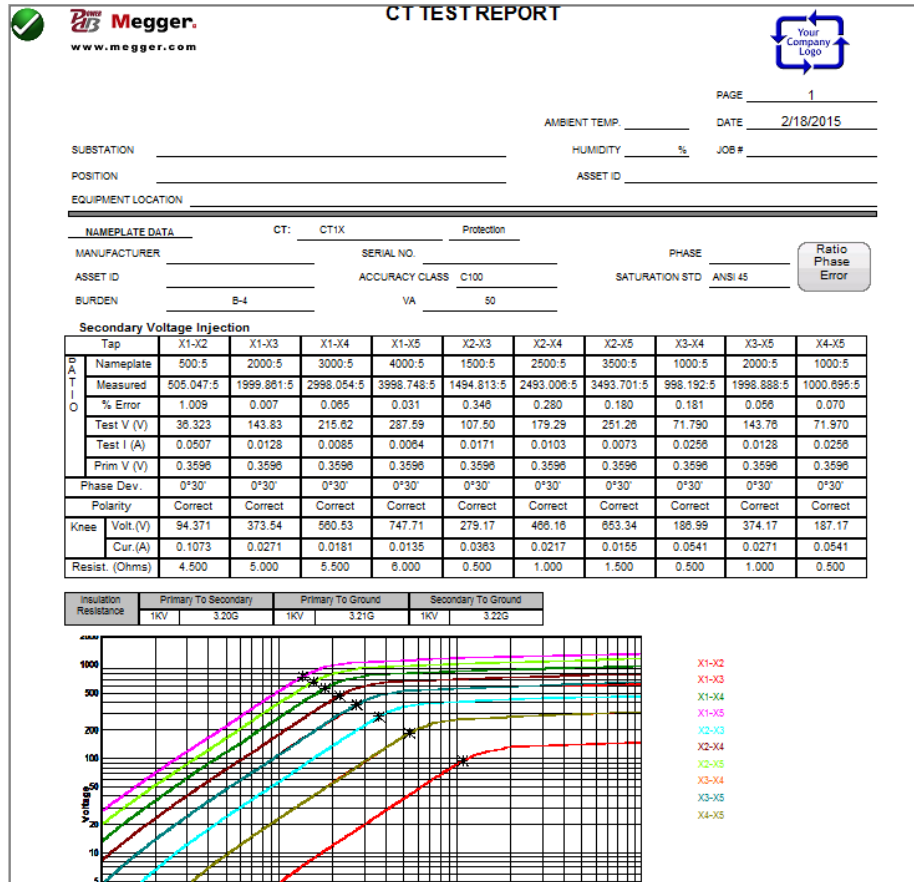 CT TEST REPORT
POWER DB Megger.
www.megger.com
Your Company Logo
PAGE 1
AMBIENT TEMP. DATE 2/18/2015
SUBSTATION HUMIDITY % JOB #
POSITION ASSET ID
EQUIPMENT LOCATION
NAMEPLATE DATA CT: CT1X Protection
MANUFACTURER SERIAL NO. PHASE
Ratio Phase Error
ASSET ID ACCURACY CLASS C100 SATURATION STD ANSI 45
BURDEN B-4 VA 50
Secondary Voltage Injection
Tap X1-X2 X1-X3 X1-X4 X1-X5 X2-X3 X2-X4 X2-X5 X3-X4 X3-X5 X4-X5
RATIO
Nameplate 500:5 2000:5 3000:5 4000:5 1500:5 2500:5 3500:5 1000:5 2000:5 1000:5
Measured 505.047:5 1999.861:5 2998.054:5 3998.748:5 1494.813:5 2493.006:5 3493.701:5 998.192:5 1998.888:5 1000.695:5
% Error 1.009 0.007 0.065 0.031 0.346 0.280 0.180 0.181 0.056 0.070
Test V (V) 36.323 143.83 215.62 287.59 107.50 179.29 251.26 71.790 143.76 71.970
Test I (A) 0.0507 0.0128 0.0085 0.0064 0.0171 0.0103 0.0073 0.0256 0.0128 0.0256
Prim V (V) 0.3596 0.3596 0.3596 0.3596 0.3596 0.3596 0.3596 0.3596 0.3596 0.3596
Phase Dev. 0°30' 0°30' 0°30' 0°30' 0°30' 0°30' 0°30' 0°30' 0°30' 0°30'
Polarity Correct Correct Correct Correct Correct Correct Correct Correct Correct Correct
Knee Volt.(V) 94.371 373.54 560.53 747.71 279.17 466.16 653.34 186.99 374.17 187.17
Cur.(A) 0.1073 0.0271 0.0181 0.0135 0.0363 0.0217 0.0155 0.0541 0.0271 0.0541
Resist. (Ohms) 4.500 5.000 5.500 6.000 0.500 1.000 1.500 0.500 1.000 0.500
Insulation Resistance Primary To Secondary Primary To Ground Secondary To Ground
1KV 3.20G 1KV 3.21G 1KV 3.22G
2000
1000
500
200
100
50
20
10
5
Voltage
X1-X2
X1-X3
X1-X4
X1-X5
X2-X3
X2-X4
X2-X5
X3-X4
X3-X5
X4-X5